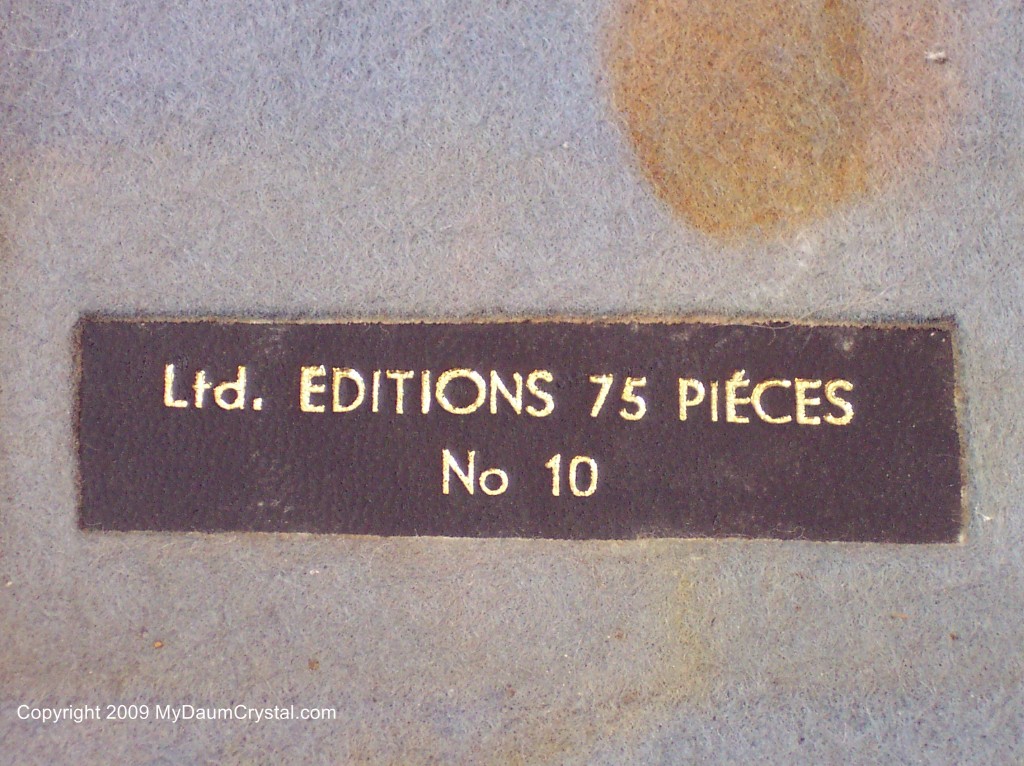 Ltd. EDITIONS 75 PIÉCES
No 10
Copyright 2009 MyDaumCrystal.com